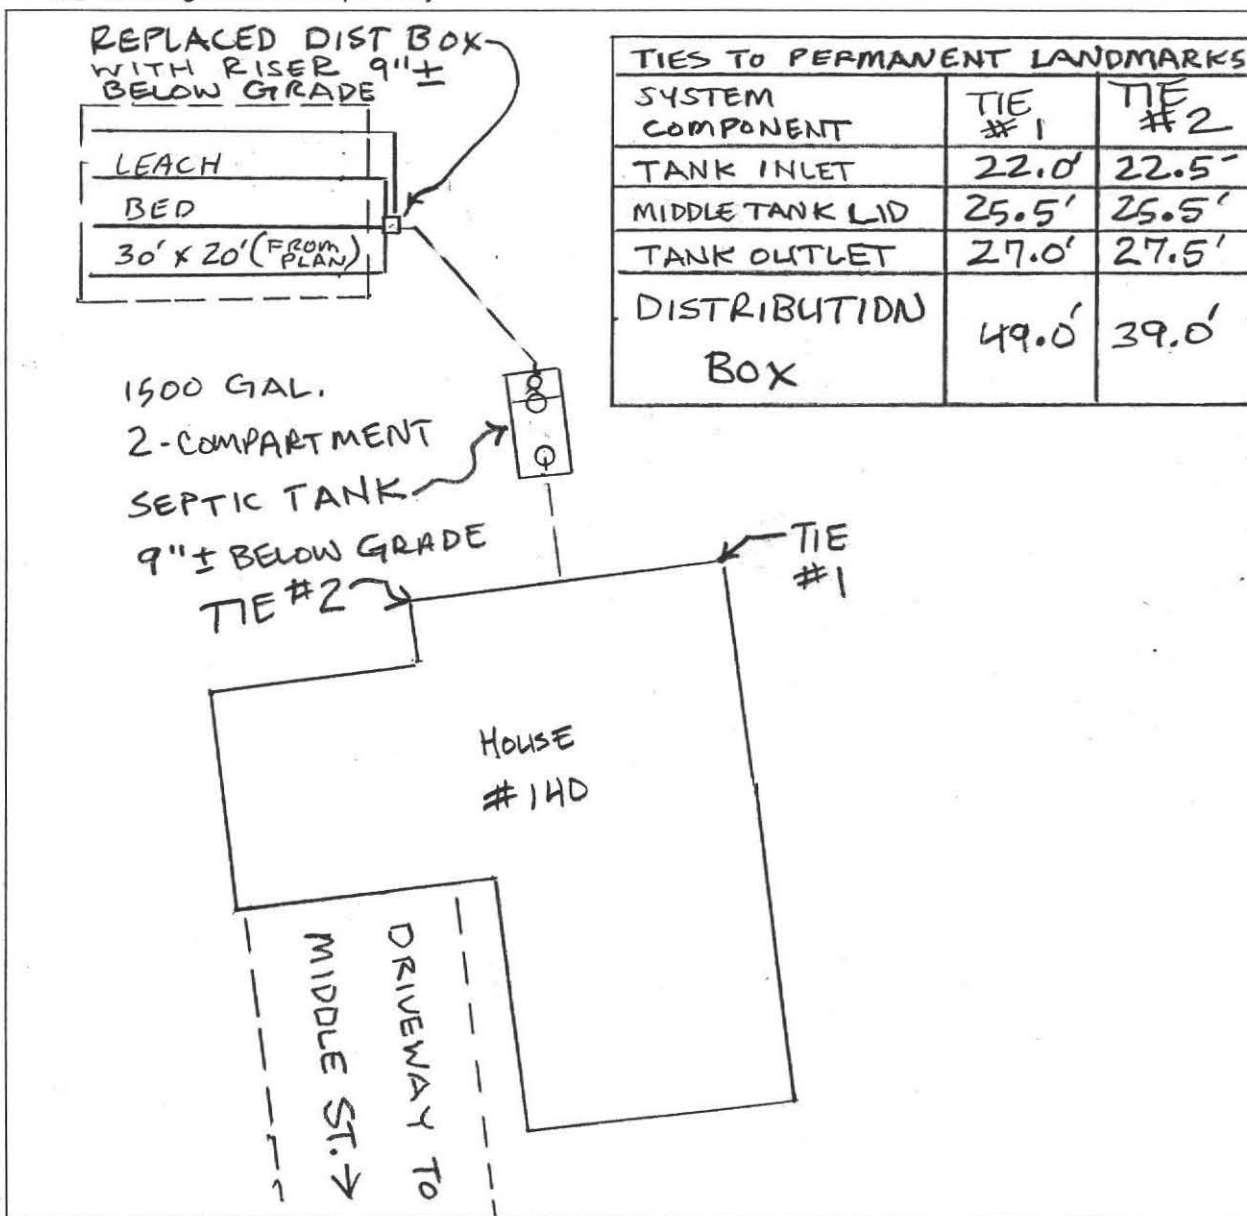 REPLACED DIST BOX
WITH RISER 9"±
BELOW GRADE
LEACH
BED
30' x 20' (FROM PLAN)
TIES TO PERMANENT LANDMARKS
SYSTEM COMPONENT TIE #1 TIE #2
TANK INLET 22.0' 22.5'
MIDDLE TANK LID 25.5' 25.5'
TANK OUTLET 27.0' 27.5'
DISTRIBUTION BOX 49.0' 39.0'
1500 GAL.
2-COMPARTMENT
SEPTIC TANK
9"± BELOW GRADE
TIE #2
TIE
#1
HOUSE
#140
DRIVEWAY TO
MIDDLE ST.→